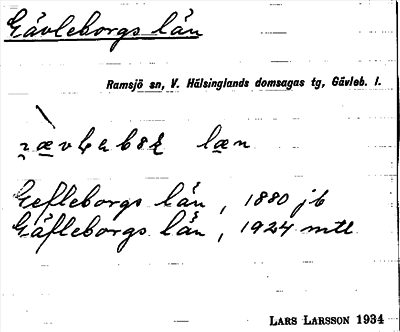 Gävleborgs län
Ramsjö sn, V. Hälsinglands domsagas tg, Gävleb. l.
læn
Gefleborgs län, 1880 jb
Gäfleborgs län, 1924 mtl
LARS LARSSON 1934